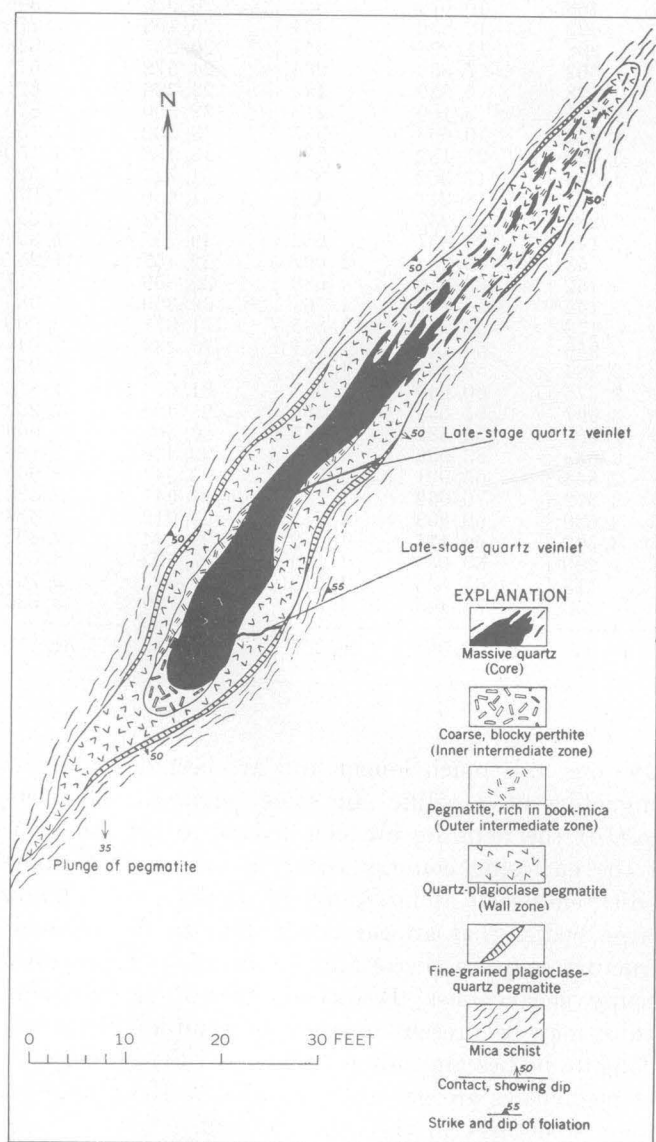 N
50
50
50
Late-stage quartz veinlet
50
Late-stage quartz veinlet
55
50
35
Plunge of pegmatite
0 10 20 30 FEET
EXPLANATION
Massive quartz
(Core)
Coarse, blocky perthite
(Inner intermediate zone)
Pegmatite, rich in book-mica
(Outer intermediate zone)
Quartz-plagioclase pegmatite
(Wall zone)
Fine-grained plagioclase-
quartz pegmatite
Mica schist
50
Contact, showing dip
55
Strike and dip of foliation